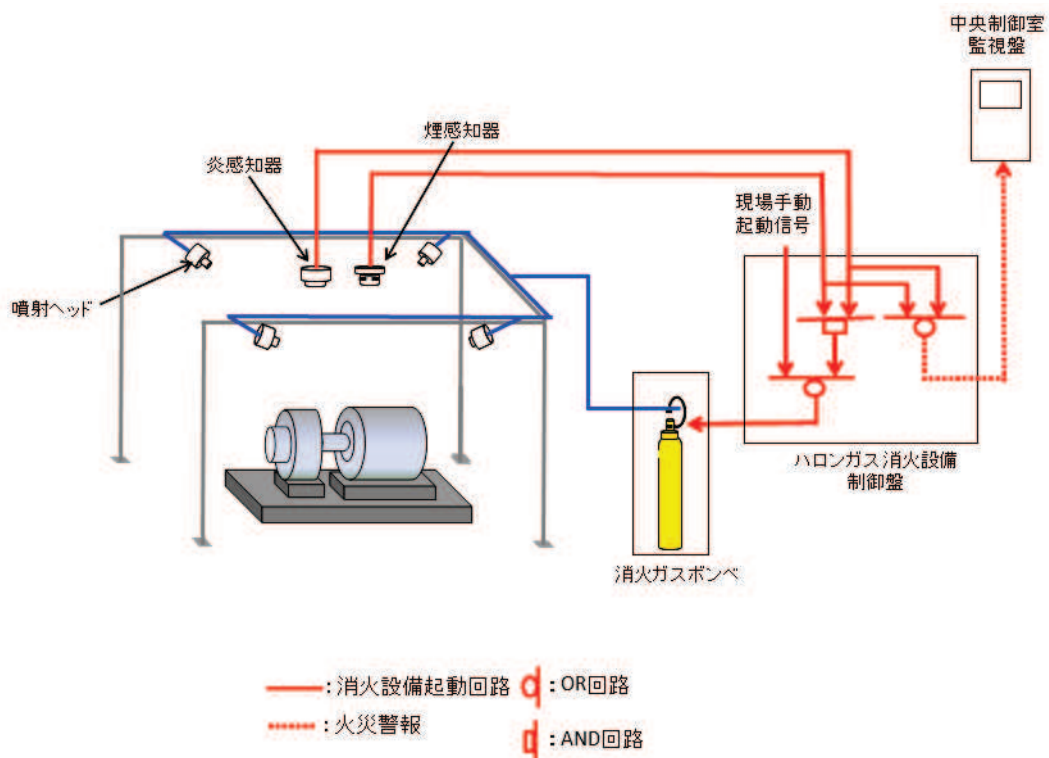 中央制御室
監視盤
煙感知器
炎感知器
現場手動
起動信号
噴射ヘッド
ハロンガス消火設備
制御盤
消火ガスボンベ
:消火設備起動回路
:OR回路
:火災警報
:AND回路